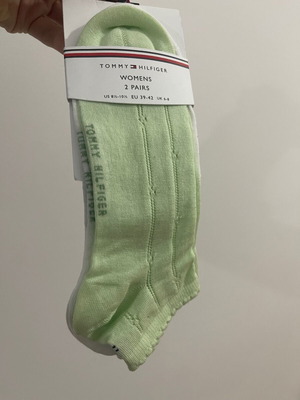 TOMMY HILFIGER
WOMENS
2 PAIRS
US 8½-10½ EU 39-42 UK 6-8
TOMMY HILFIGER
TOMMY HILFIGER